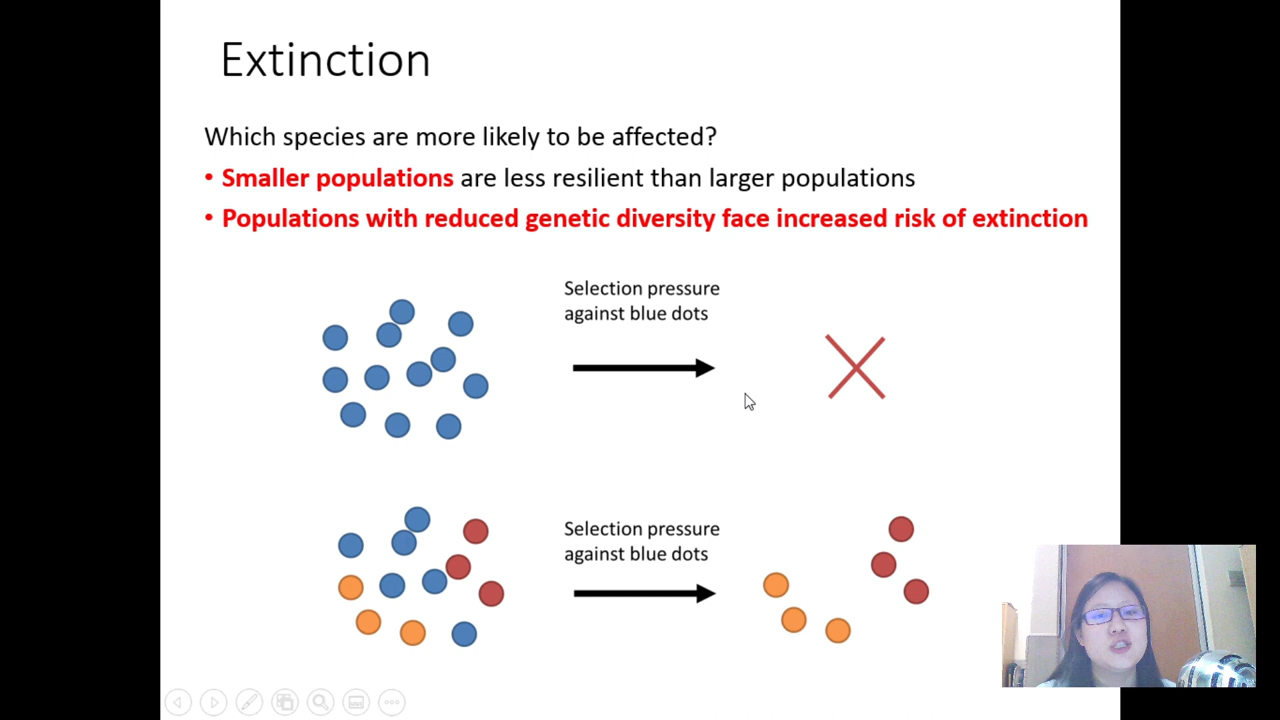 Extinction
Which species are more likely to be affected?
• Smaller populations are less resilient than larger populations
• Populations with reduced genetic diversity face increased risk of extinction
Selection pressure
against blue dots
Selection pressure
against blue dots